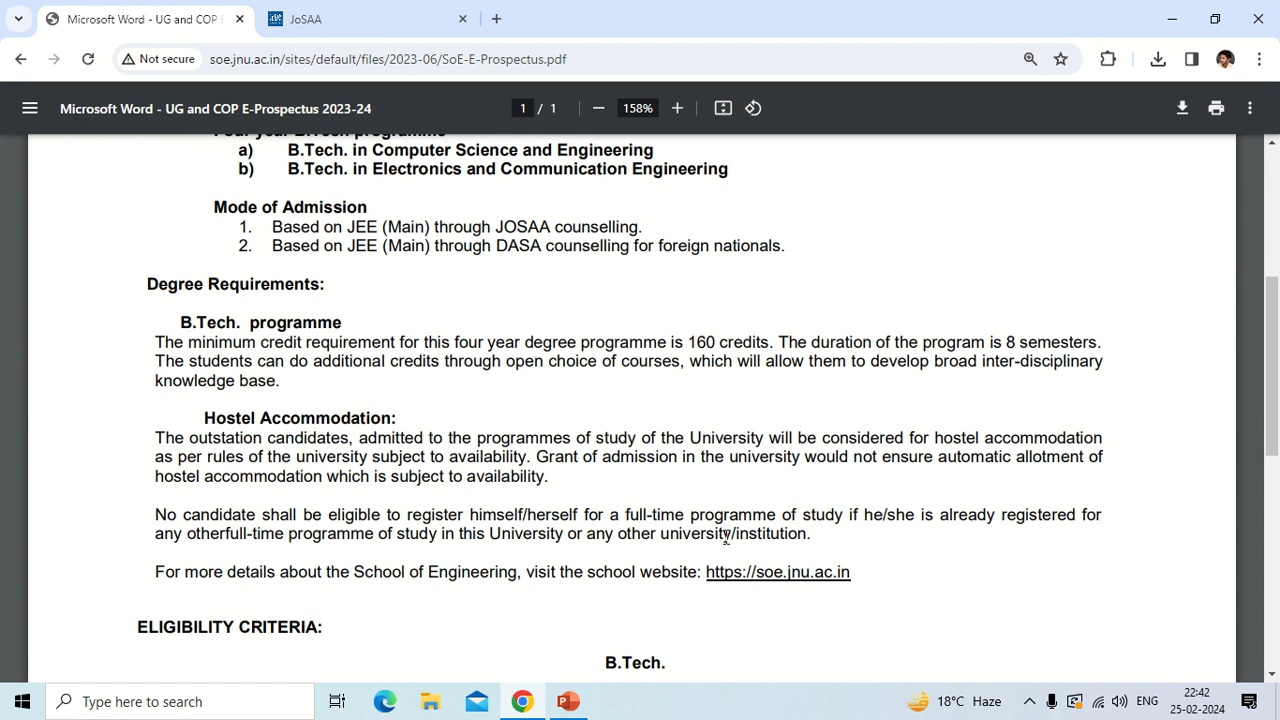 Microsoft Word - UG and COP
JoSAA
Not secure
soe.jnu.ac.in/sites/default/files/2023-06/SoE-E-Prospectus.pdf
Microsoft Word - UG and COP E-Prospectus 2023-24
1 / 1
158%
Four year B.Tech programme
a) B.Tech. in Computer Science and Engineering
b) B.Tech. in Electronics and Communication Engineering
Mode of Admission
1. Based on JEE (Main) through JOSAA counselling.
2. Based on JEE (Main) through DASA counselling for foreign nationals.
Degree Requirements:
B.Tech. programme
The minimum credit requirement for this four year degree programme is 160 credits. The duration of the program is 8 semesters.
The students can do additional credits through open choice of courses, which will allow them to develop broad inter-disciplinary
knowledge base.
Hostel Accommodation:
The outstation candidates, admitted to the programmes of study of the University will be considered for hostel accommodation
as per rules of the university subject to availability. Grant of admission in the university would not ensure automatic allotment of
hostel accommodation which is subject to availability.
No candidate shall be eligible to register himself/herself for a full-time programme of study if he/she is already registered for
any otherfull-time programme of study in this University or any other university/institution.
For more details about the School of Engineering, visit the school website: https://soe.jnu.ac.in
ELIGIBILITY CRITERIA:
B.Tech.
Type here to search
18°C Haze
ENG
22:42
25-02-2024